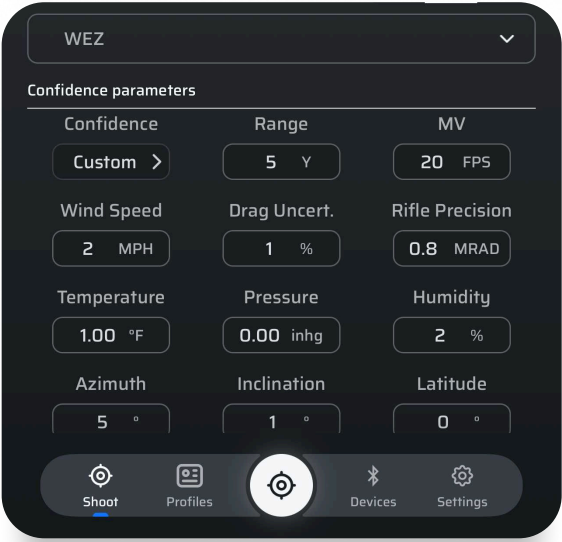 WEZ
Confidence parameters
Confidence Range MV
Custom 5 Y 20 FPS
Wind Speed Drag Uncert. Rifle Precision
2 MPH 1 % 0.8 MRAD
Temperature Pressure Humidity
1.00 °F 0.00 inhg 2 %
Azimuth Inclination Latitude
5 ° 1 ° 0 °
Shoot Profiles Devices Settings